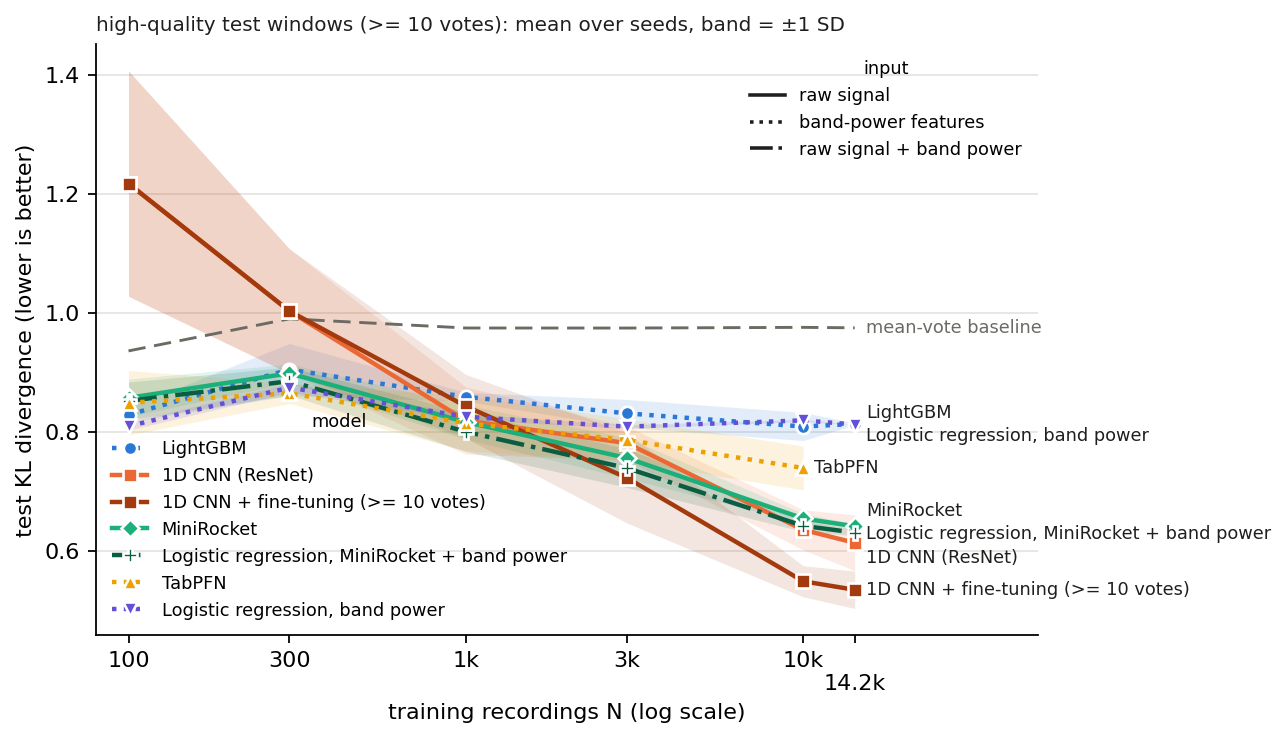 high-quality test windows (>= 10 votes): mean over seeds, band = ±1 SD
test KL divergence (lower is better)
1.4
1.2
1.0
0.8
0.6
input
raw signal
band-power features
raw signal + band power
mean-vote baseline
LightGBM
Logistic regression, band power
TabPFN
MiniRocket
Logistic regression, MiniRocket + band power
1D CNN (ResNet)
1D CNN + fine-tuning (>= 10 votes)
model
LightGBM
1D CNN (ResNet)
1D CNN + fine-tuning (>= 10 votes)
MiniRocket
Logistic regression, MiniRocket + band power
TabPFN
Logistic regression, band power
100
300
1k
3k
10k
14.2k
training recordings N (log scale)